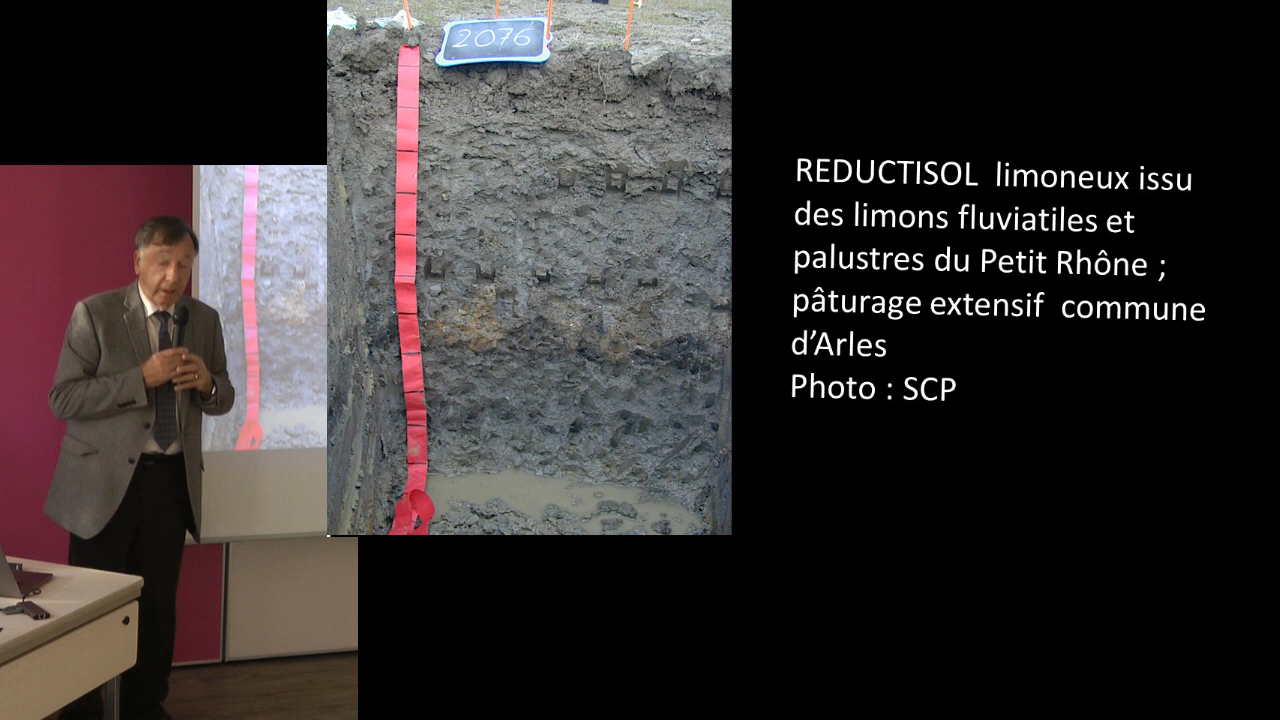 2076
REDUCTISOL limoneux issu
des limons fluviatiles et
palustres du Petit Rhône ;
pâturage extensif commune
d’Arles
Photo : SCP